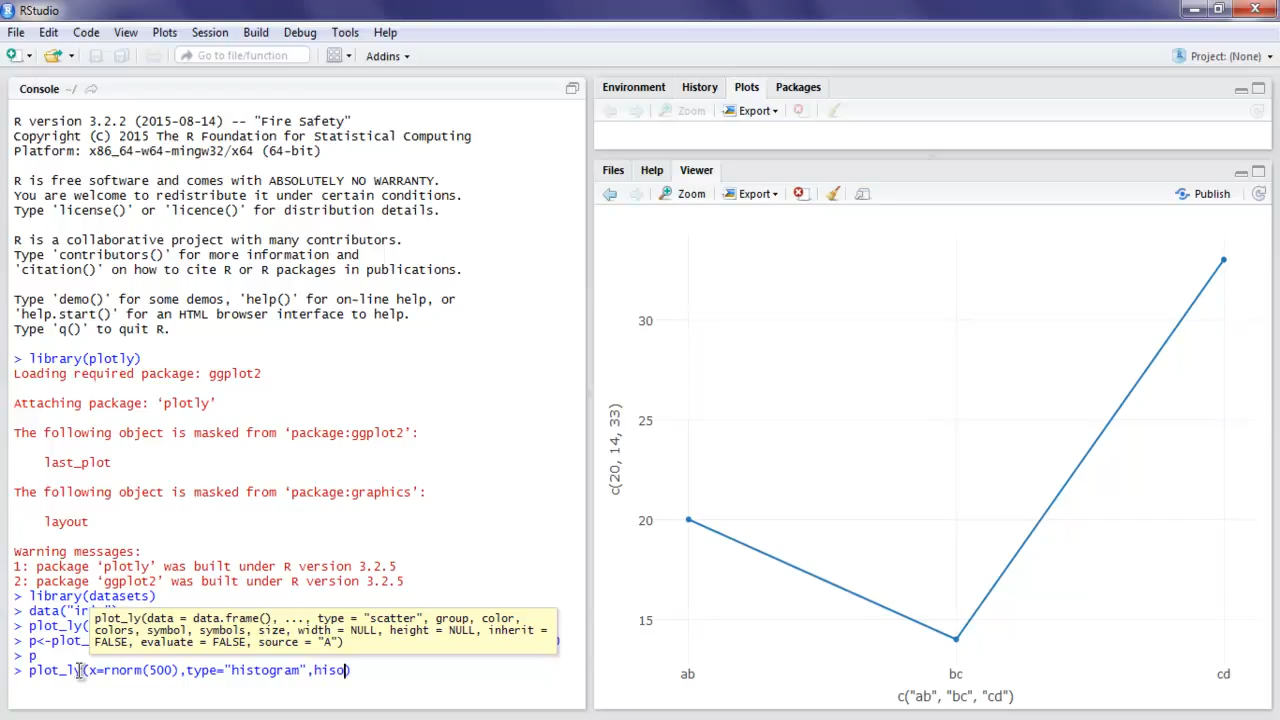 RStudio
File Edit Code View Plots Session Build Debug Tools Help
Go to file/function Addins Project: (None)
Console ~/
R version 3.2.2 (2015-08-14) -- "Fire Safety"
Copyright (C) 2015 The R Foundation for Statistical Computing
Platform: x86_64-w64-mingw32/x64 (64-bit)
R is free software and comes with ABSOLUTELY NO WARRANTY.
You are welcome to redistribute it under certain conditions.
Type 'license()' or 'licence()' for distribution details.
R is a collaborative project with many contributors.
Type 'contributors()' for more information and
'citation()' on how to cite R or R packages in publications.
Type 'demo()' for some demos, 'help()' for on-line help, or
'help.start()' for an HTML browser interface to help.
Type 'q()' to quit R.
> library(plotly)
Loading required package: ggplot2
Attaching package: ‘plotly’
The following object is masked from ‘package:ggplot2’:
last_plot
The following object is masked from ‘package:graphics’:
layout
Warning messages:
1: package ‘plotly’ was built under R version 3.2.5
2: package ‘ggplot2’ was built under R version 3.2.5
> library(datasets)
> data("
> plot_ly(
> p<-plot_
> p
> plot_ly(x=rnorm(500),type="histogram",hiso)
plot_ly(data = data.frame(), ..., type = "scatter", group, color,
colors, symbol, symbols, size, width = NULL, height = NULL, inherit =
FALSE, evaluate = FALSE, source = "A")
Environment History Plots Packages
Zoom Export
Files Help Viewer
Zoom Export Publish
30
25
20
15
c(20, 14, 33)
ab bc cd
c("ab", "bc", "cd")